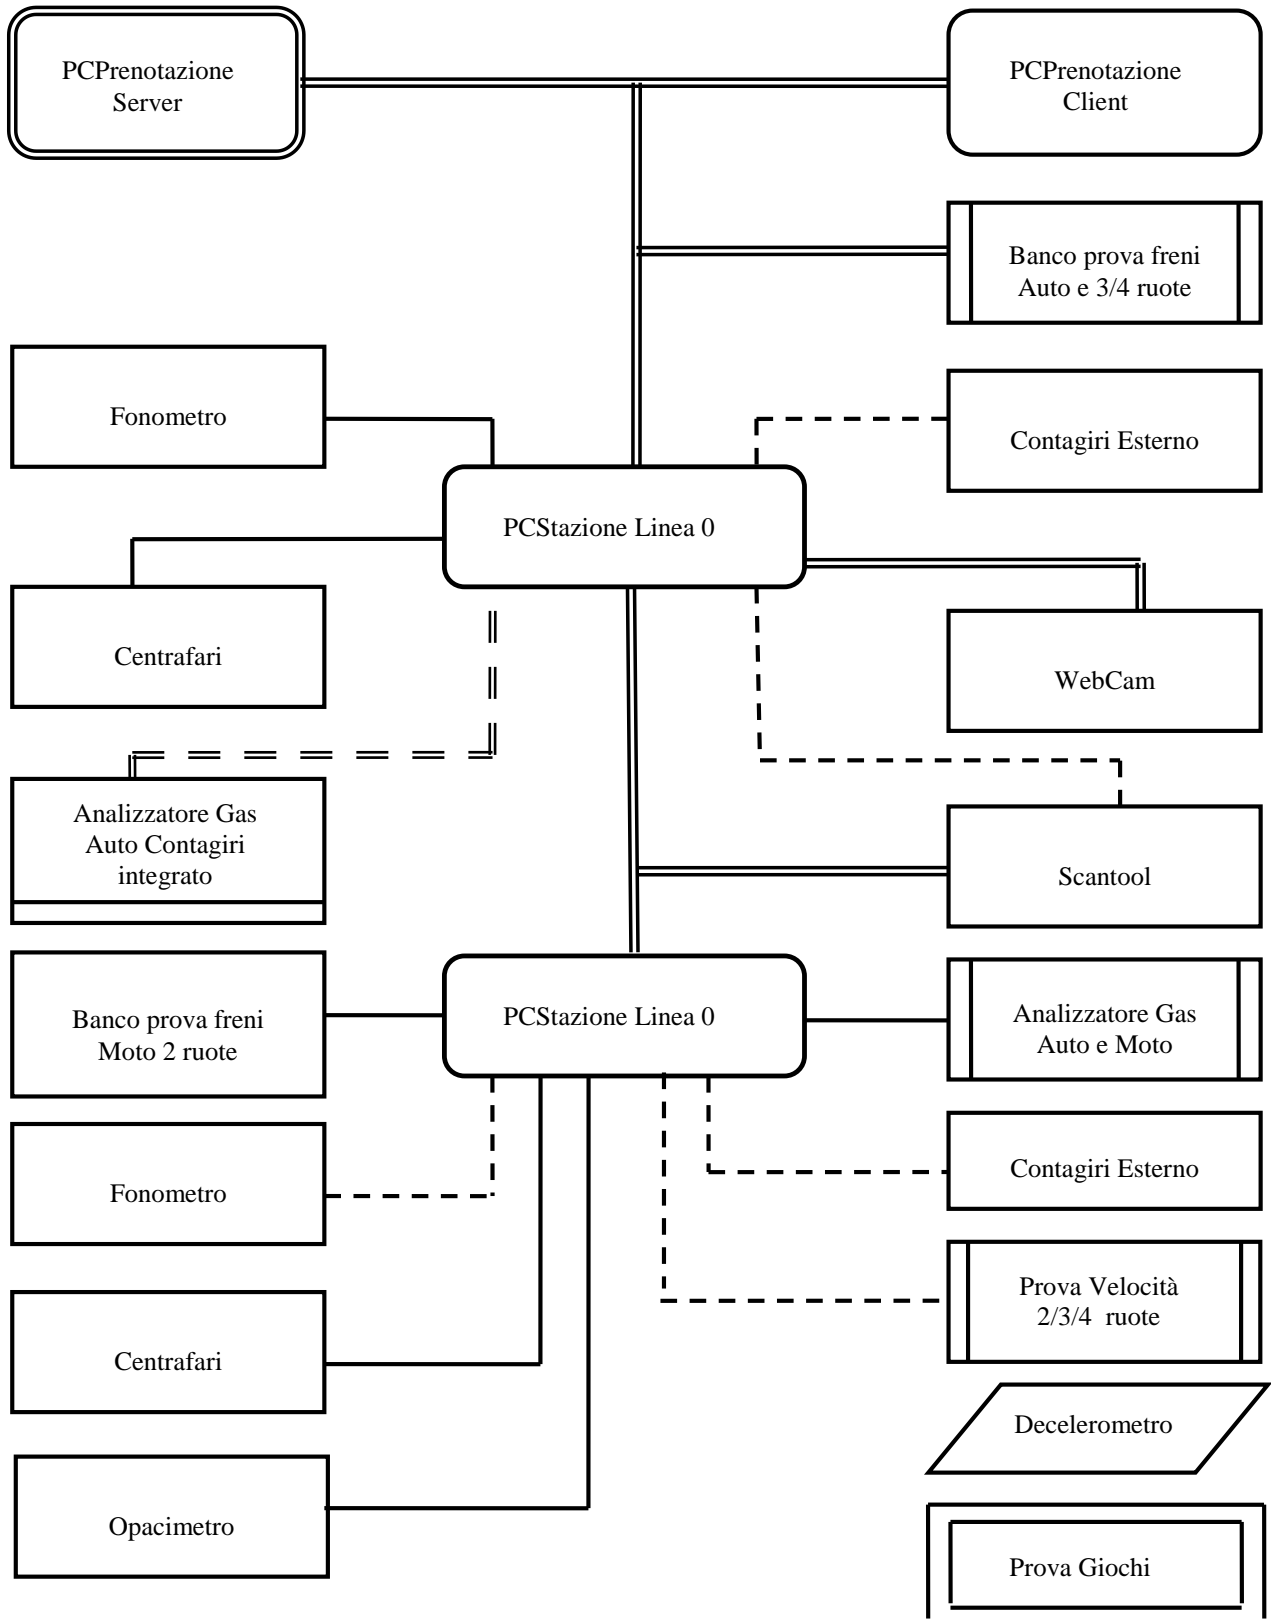 PCPrenotazione
Server
PCPrenotazione
Client
Banco prova freni
Auto e 3/4 ruote
Fonometro
Contagiri Esterno
PCStazione Linea 0
Centrafari
WebCam
Analizzatore Gas
Auto Contagiri
integrato
Scantool
Banco prova freni
Moto 2 ruote
PCStazione Linea 0
Analizzatore Gas
Auto e Moto
Fonometro
Contagiri Esterno
Prova Velocità
2/3/4 ruote
Centrafari
Decelerometro
Opacimetro
Prova Giochi